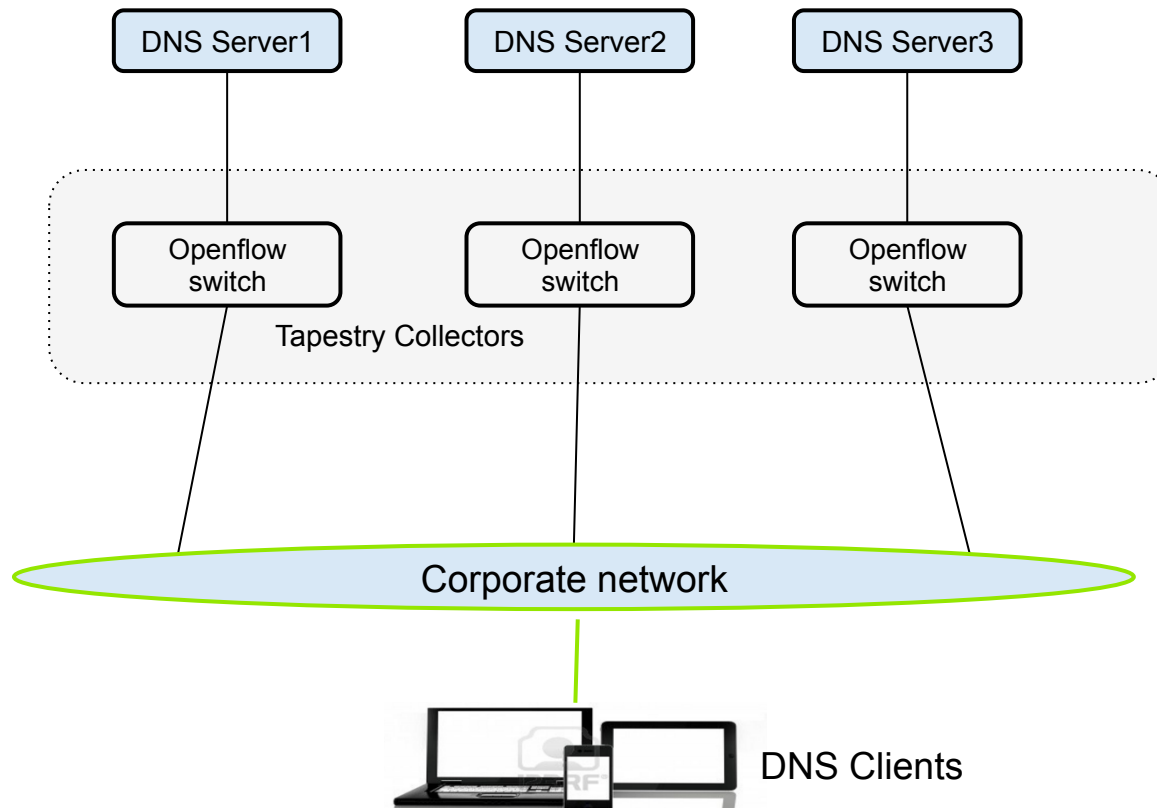 DNS Server1
DNS Server2
DNS Server3
Openflow
switch
Openflow
switch
Openflow
switch
Tapestry Collectors
Corporate network
DNS Clients